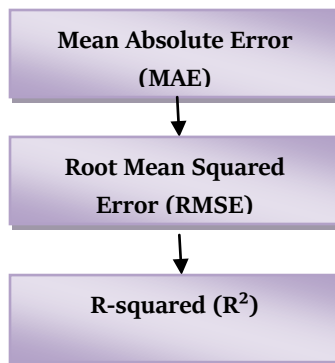 Mean Absolute Error
(MAE)
Root Mean Squared
Error (RMSE)
R-squared (R²)